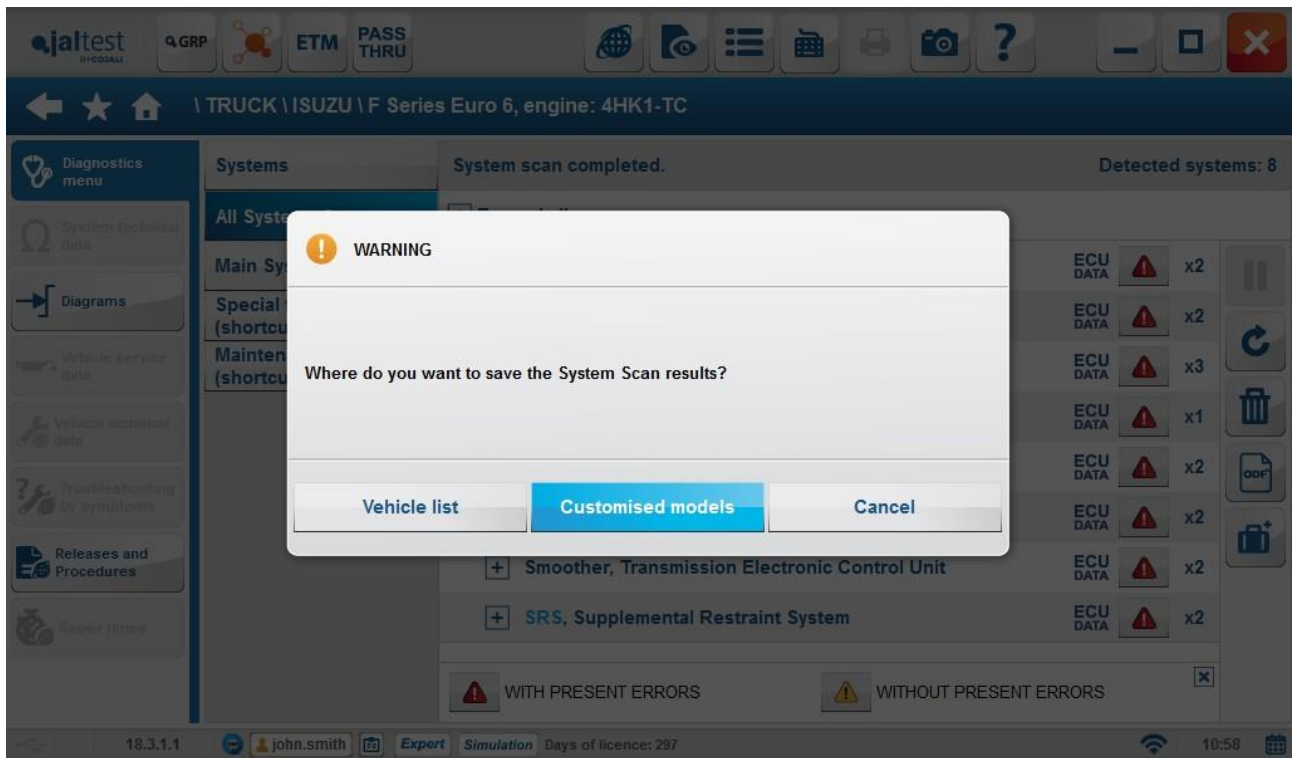 jaltest
BY COJALI
GRP
ETM
PASS
THRU
?
\ TRUCK \ ISUZU \ F Series Euro 6, engine: 4HK1-TC
Diagnostics
menu
System technical
data
Diagrams
Vehicle service
data
Vehicle technical
data
Troubleshooting
by symptoms
Releases and
Procedures
Repair times
Systems
All Syste
Main Sys
Special
(shortcu
Mainten
(shortcu
System scan completed.
Detected systems: 8
WARNING
Where do you want to save the System Scan results?
Vehicle list
Customised models
Cancel
ECU
DATA
x2
ECU
DATA
x2
ECU
DATA
x3
ECU
DATA
x1
ECU
DATA
x2
ECU
DATA
x2
+ Smoother, Transmission Electronic Control Unit
ECU
DATA
x2
+ SRS, Supplemental Restraint System
ECU
DATA
x2
ODF
WITH PRESENT ERRORS
WITHOUT PRESENT ERRORS
18.3.1.1
john.smith
Expert
Simulation
Days of licence: 297
10:58